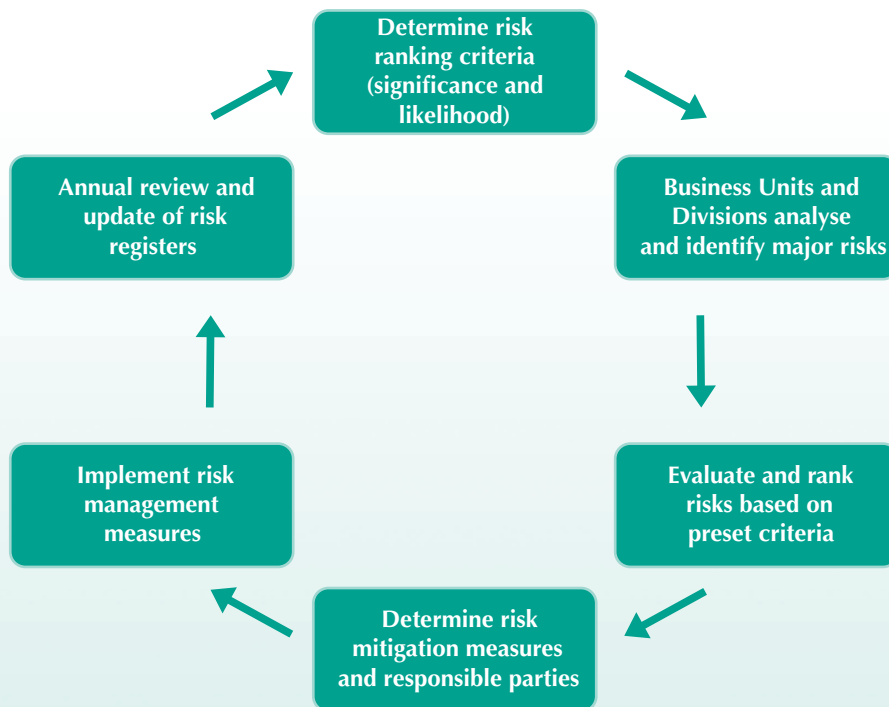 Determine risk
ranking criteria
(significance and
likelihood)
Business Units and
Divisions analyse
and identify major risks
Evaluate and rank
risks based on
preset criteria
Determine risk
mitigation measures
and responsible parties
Implement risk
management
measures
Annual review and
update of risk
registers